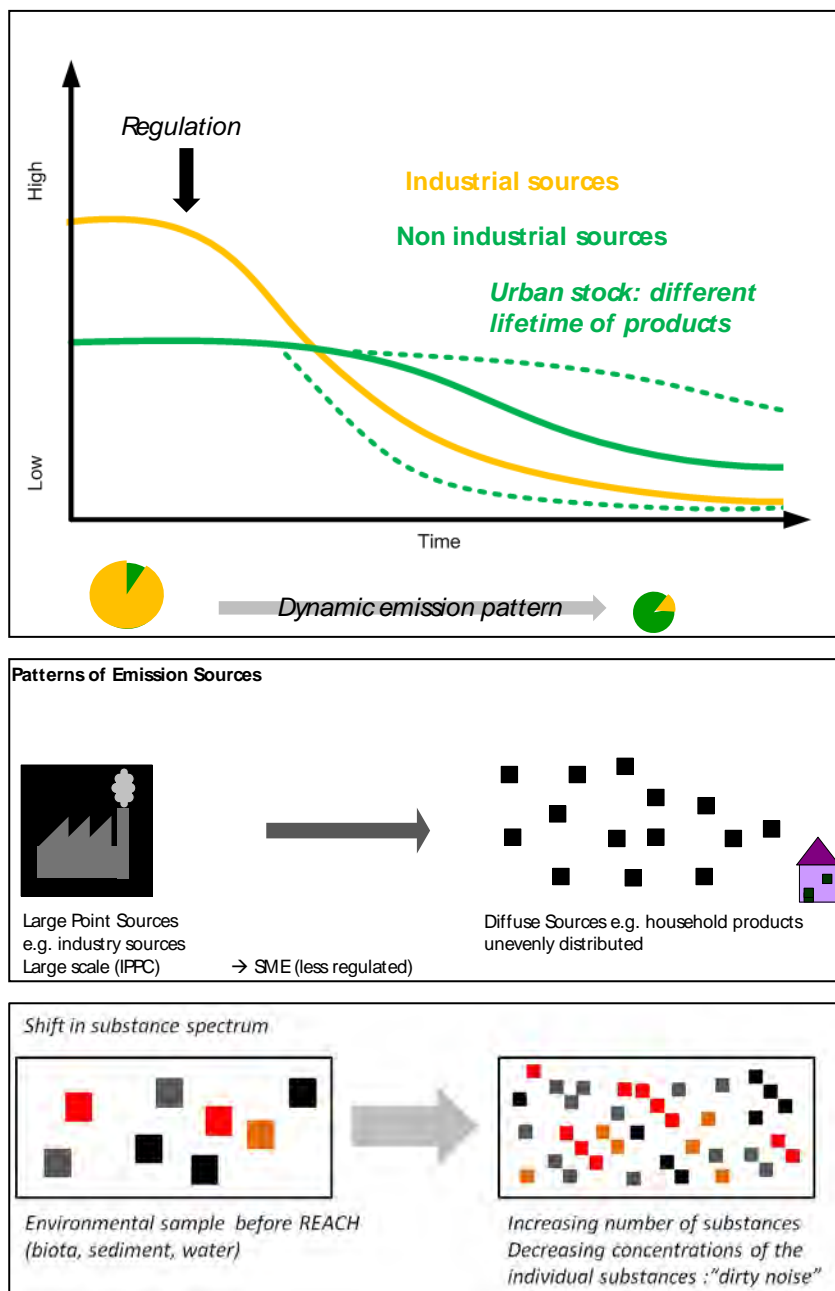 Regulation
High
Industrial sources
Non industrial sources
Urban stock: different
lifetime of products
Low
Time
Dynamic emission pattern
Patterns of Emission Sources
Large Point Sources
e.g. industry sources
Large scale (IPPC) → SME (less regulated)
Diffuse Sources e.g. household products
unevenly distributed
Shift in substance spectrum
Environmental sample before REACH
(biota, sediment, water)
Increasing number of substances
Decreasing concentrations of the
individual substances :"dirty noise"